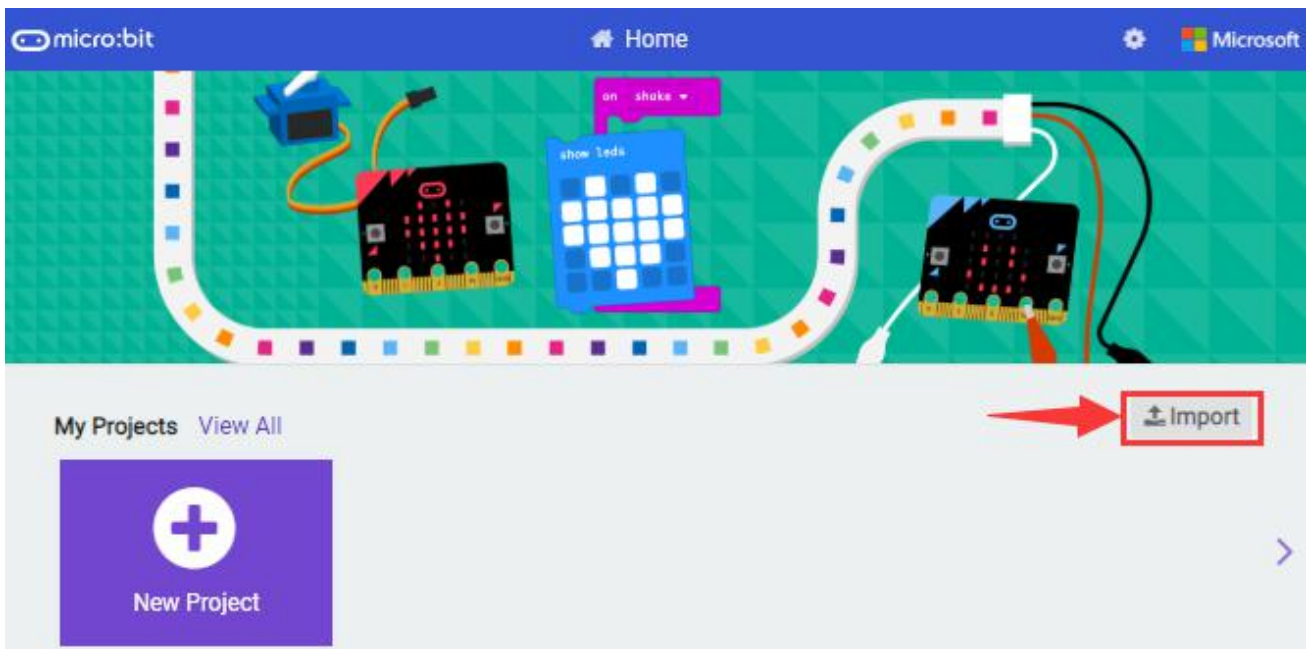 micro:bit
Home
Microsoft
on shake
show leds
My Projects View All
Import
New Project